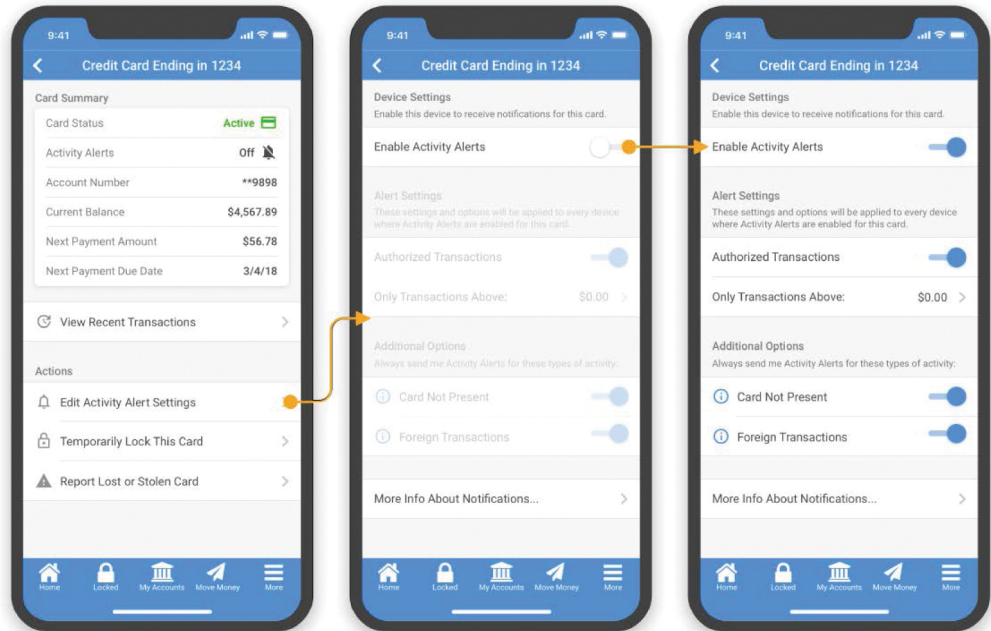 9:41
Credit Card Ending in 1234
Card Summary
Card Status Active
Activity Alerts Off
Account Number **9898
Current Balance $4,567.89
Next Payment Amount $56.78
Next Payment Due Date 3/4/18
View Recent Transactions
Actions
Edit Activity Alert Settings
Temporarily Lock This Card
Report Lost or Stolen Card
Home Locked My Accounts Move Money More
9:41
Credit Card Ending in 1234
Device Settings
Enable this device to receive notifications for this card.
Enable Activity Alerts
Alert Settings
These settings and options will be applied to every device
where Activity Alerts are enabled for this card.
Authorized Transactions
Only Transactions Above: $0.00
Additional Options
Always send me Activity Alerts for these types of activity:
Card Not Present
Foreign Transactions
More Info About Notifications...
Home Locked My Accounts Move Money More
9:41
Credit Card Ending in 1234
Device Settings
Enable this device to receive notifications for this card.
Enable Activity Alerts
Alert Settings
These settings and options will be applied to every device
where Activity Alerts are enabled for this card.
Authorized Transactions
Only Transactions Above: $0.00
Additional Options
Always send me Activity Alerts for these types of activity:
Card Not Present
Foreign Transactions
More Info About Notifications...
Home Locked My Accounts Move Money More